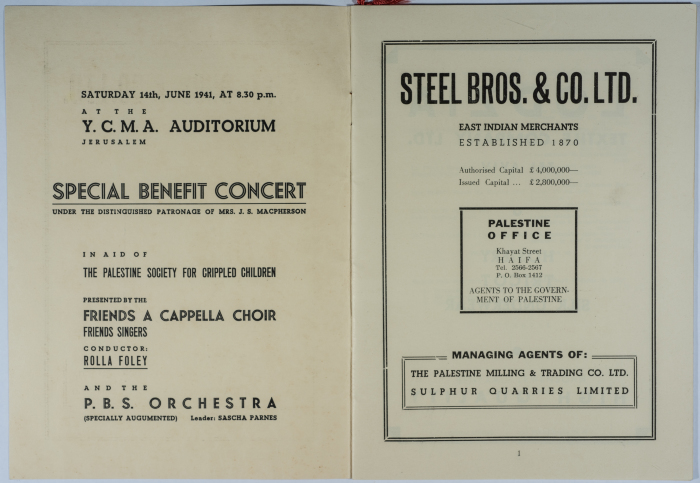 SATURDAY 14th, JUNE 1941, AT 8.30 p.m.
AT THE
Y. C. M. A. AUDITORIUM
JERUSALEM
SPECIAL BENEFIT CONCERT
UNDER THE DISTINGUISHED PATRONAGE OF MRS. J. S. MACPHERSON
IN AID OF
THE PALESTINE SOCIETY FOR CRIPPLED CHILDREN
PRESENTED BY THE
FRIENDS A CAPPELLA CHOIR
FRIENDS SINGERS
CONDUCTOR:
ROLLA FOLEY
AND THE
P. B. S. ORCHESTRA
(SPECIALLY AUGUMENTED) Leader: SASCHA PARNES
STEEL BROS. & CO. LTD.
EAST INDIAN MERCHANTS
ESTABLISHED 1870
Authorised Capital £ 4,000,000—
Issued Capital ... £ 2,800,000—
PALESTINE
OFFICE
Khayat Street
HAIFA
Tel. 2566-2567
P. O. Box 1412
AGENTS TO THE GOVERN-
MENT OF PALESTINE
MANAGING AGENTS OF:
THE PALESTINE MILLING & TRADING CO. LTD.
SULPHUR QUARRIES LIMITED
1